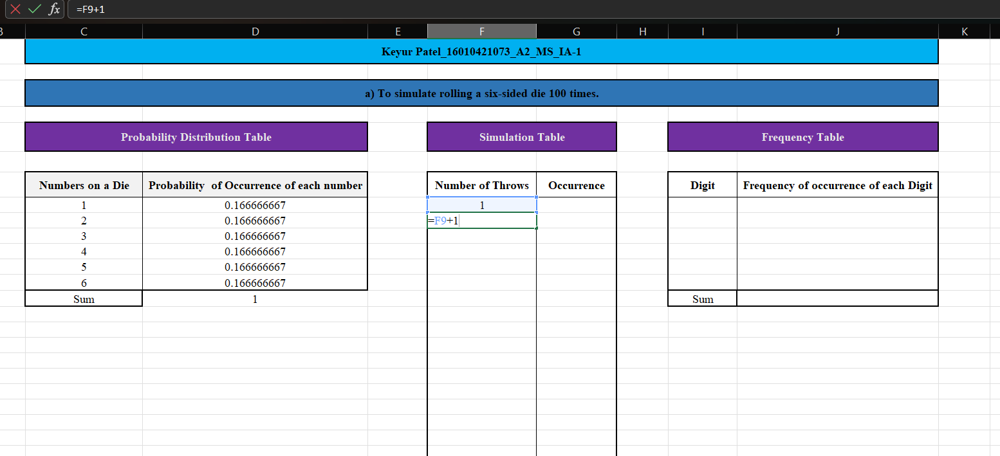 fx =F9+1
B C D E F G H I J K
Keyur Patel_16010421073_A2_MS_IA-1
a) To simulate rolling a six-sided die 100 times.
Probability Distribution Table Simulation Table Frequency Table
Numbers on a Die Probability of Occurrence of each number Number of Throws Occurrence Digit Frequency of occurrence of each Digit
1 0.166666667 1
2 0.166666667 =F9+1
3 0.166666667
4 0.166666667
5 0.166666667
6 0.166666667
Sum 1 Sum